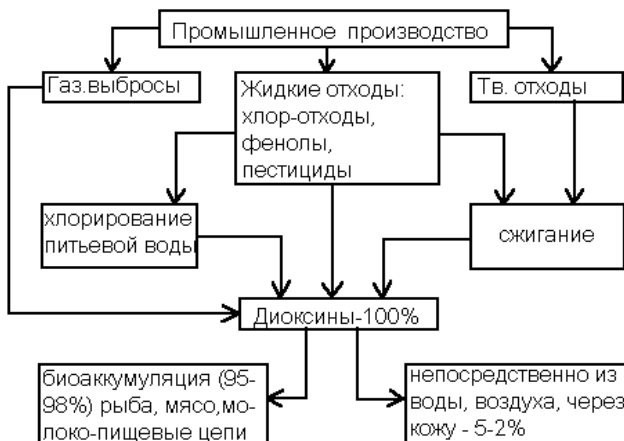 Промышленное производство
Газ.выбросы
Жидкие отходы:
хлор-отходы,
фенолы,
пестициды
Тв. отходы
хлорирование
питьевой воды
сжигание
Диоксины-100%
биоаккумуляция (95-
98%) рыба, мясо,мо-
локо-пищевые цепи
непосредственно из
воды, воздуха, через
кожу - 5-2%